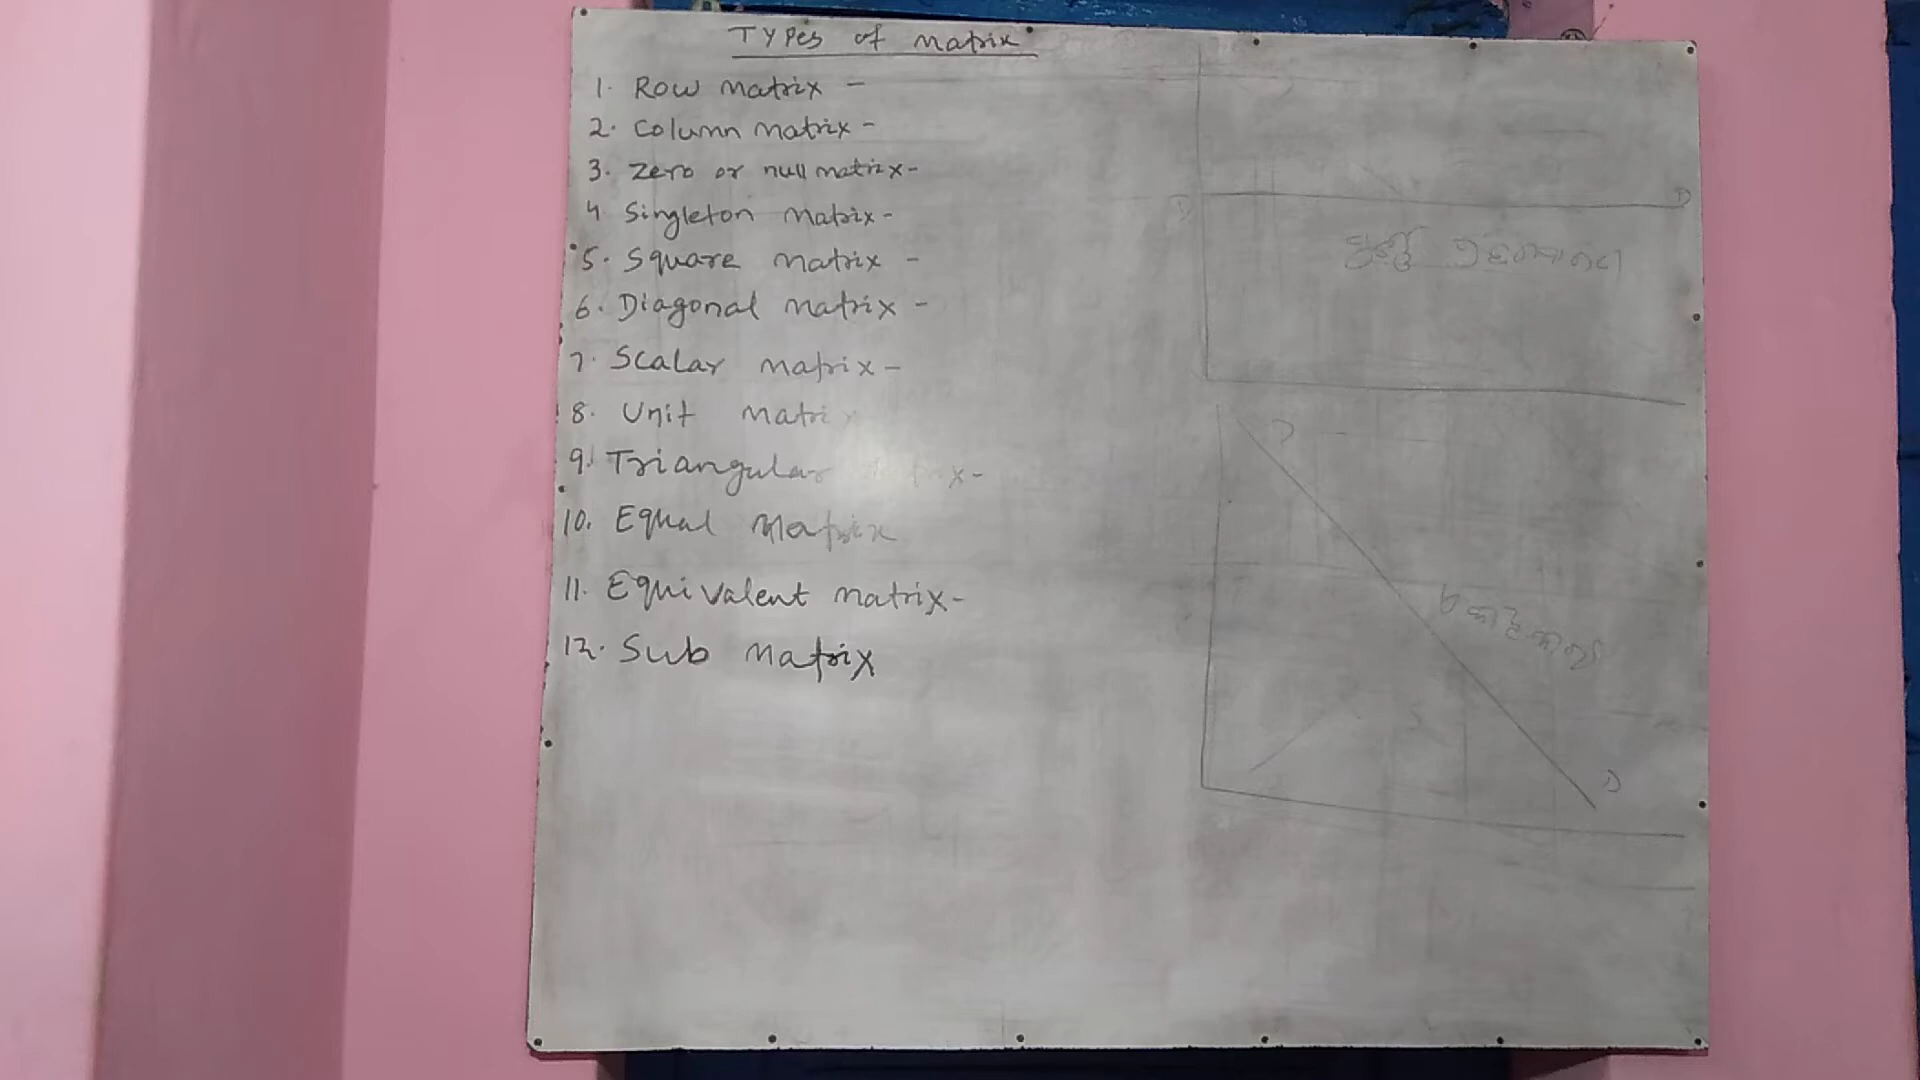 Types of matrix
1. Row matrix -
2. Column matrix -
3. Zero or null matrix -
4 Singleton Matrix -
5. Square matrix -
6. Diagonal matrix -
7. Scalar matrix -
8. Unit matrix
9. Triangular matrix -
10. Equal Matrix
11. Equivalent matrix -
12. Sub matrix